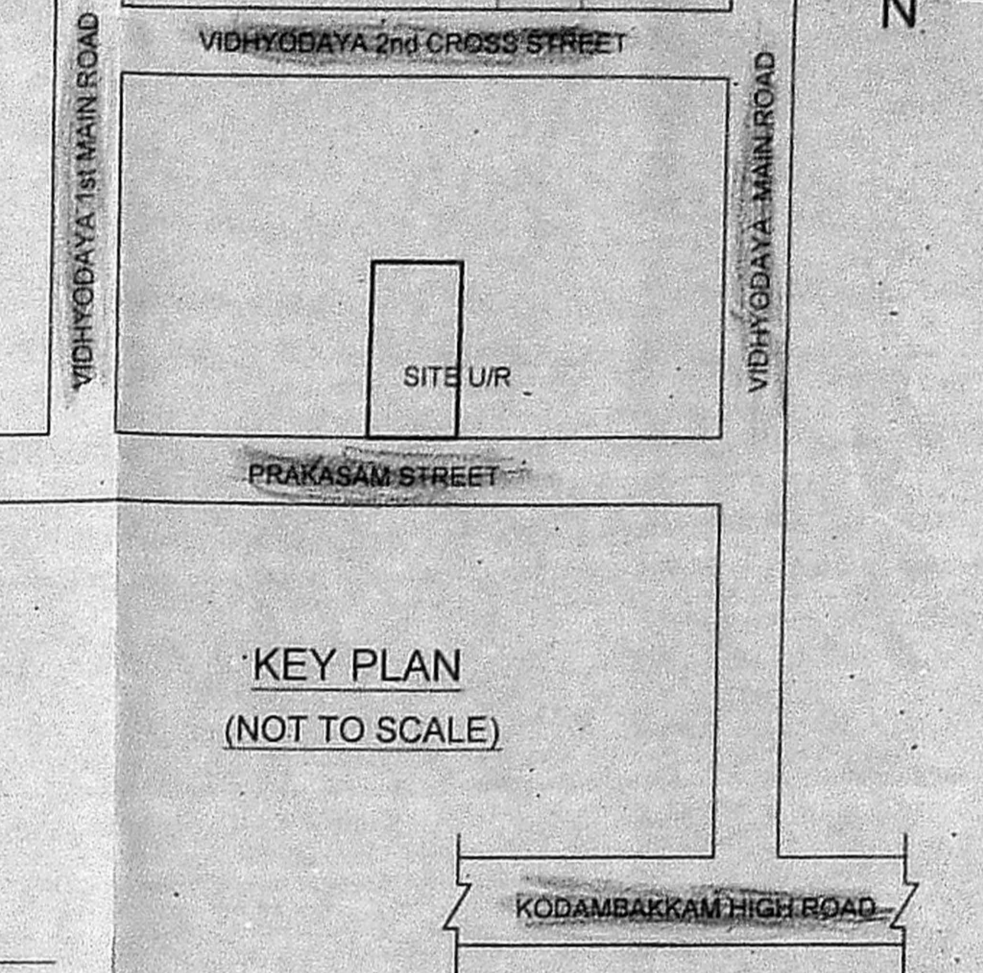 N
VIDHYODAYA 2nd CROSS STREET
VIDHYODAYA 1st MAIN ROAD
VIDHYODAYA MAIN ROAD
SITE U/R
PRAKASAM STREET
KEY PLAN
(NOT TO SCALE)
KODAMBAKKAM HIGH ROAD